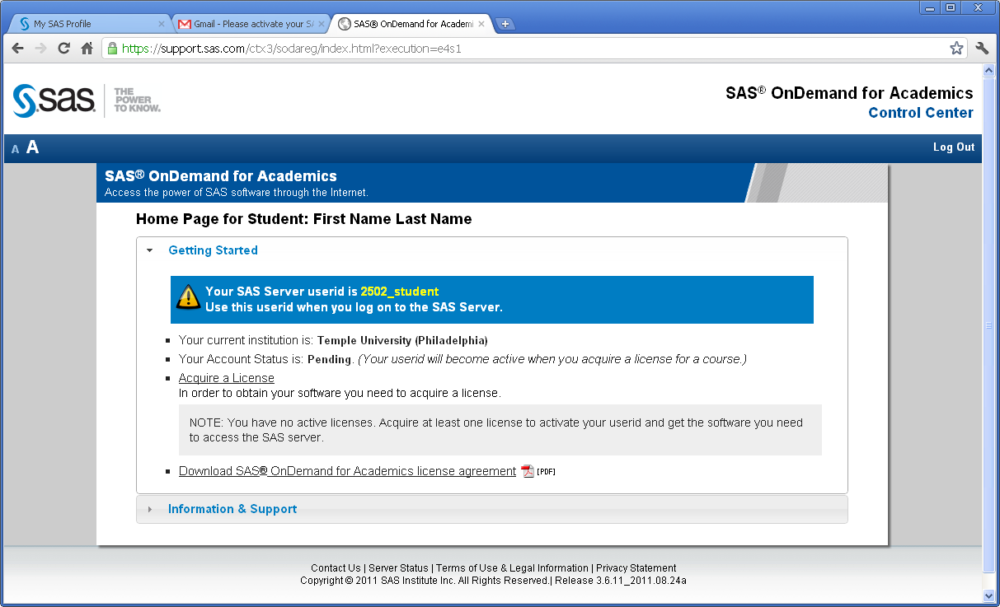 My SAS Profile
Gmail - Please activate your SA
SAS® OnDemand for Academi
https://support.sas.com/ctx3/sodareg/index.html?execution=e4s1
sas
THE
POWER
TO KNOW.
SAS® OnDemand for Academics
Control Center
A A
Log Out
SAS® OnDemand for Academics
Access the power of SAS software through the Internet.
Home Page for Student: First Name Last Name
Getting Started
Your SAS Server userid is 2502_student
Use this userid when you log on to the SAS Server.
Your current institution is: Temple University (Philadelphia)
Your Account Status is: Pending. (Your userid will become active when you acquire a license for a course.)
Acquire a License
In order to obtain your software you need to acquire a license.
NOTE: You have no active licenses. Acquire at least one license to activate your userid and get the software you need
to access the SAS server.
Download SAS® OnDemand for Academics license agreement [PDF]
Information & Support
Contact Us | Server Status | Terms of Use & Legal Information | Privacy Statement
Copyright © 2011 SAS Institute Inc. All Rights Reserved.| Release 3.6.11_2011.08.24a